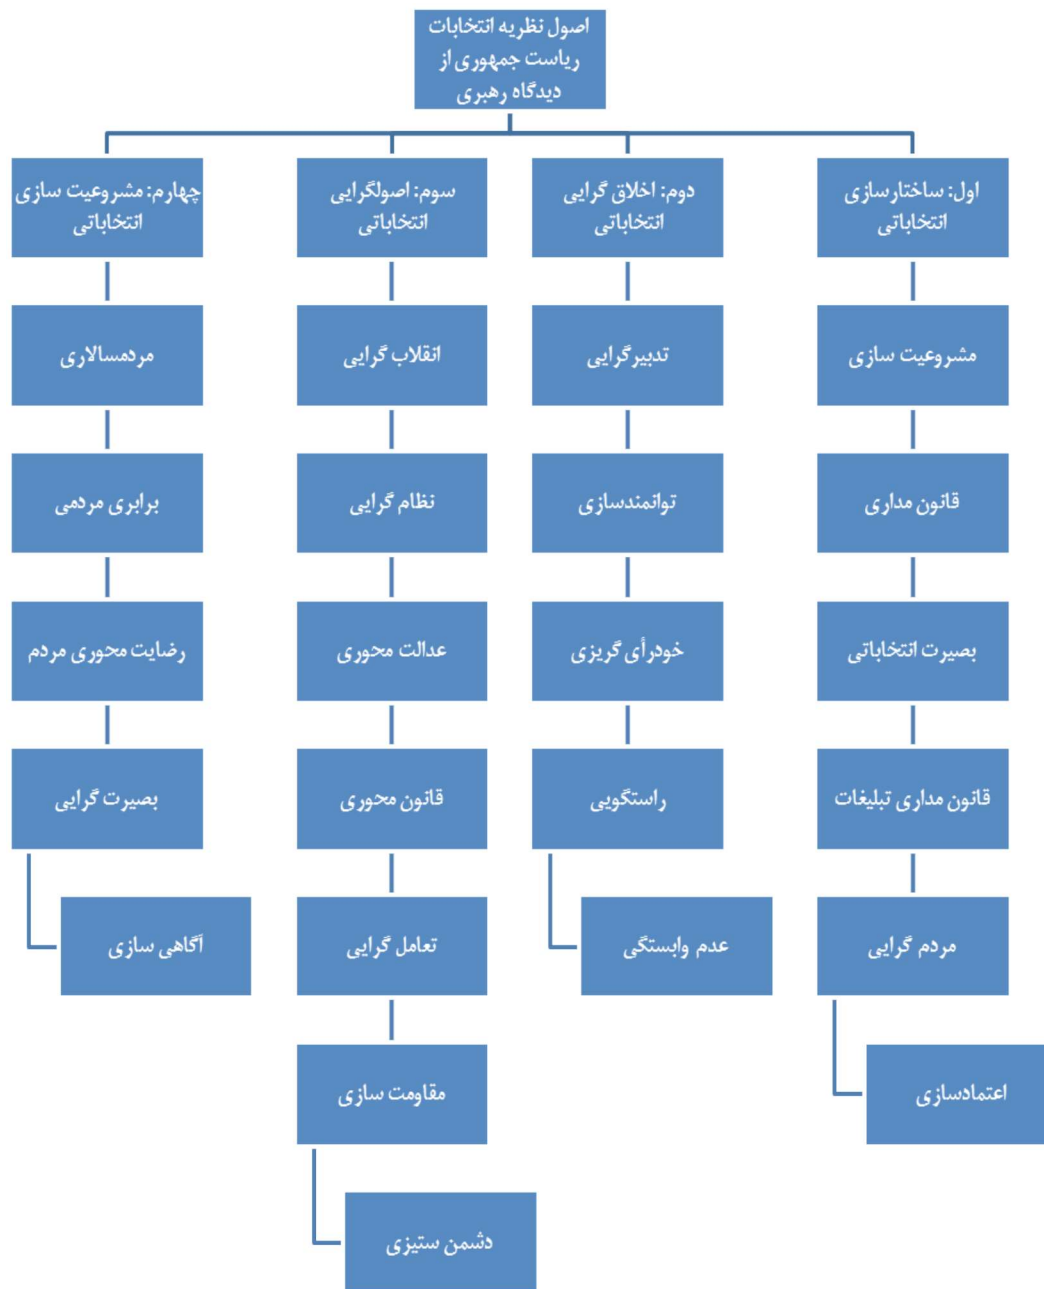 اصول نظریه انتخابات
ریاست جمهوری از
دیدگاه رهبری
اول: ساختارسازی
انتخاباتی
مشروعیت سازی
قانون مداری
بصیرت انتخاباتی
قانون مداری تبلیغات
مردم گرایی
اعتمادسازی
دوم: اخلاق گرایی
انتخاباتی
تدبیرگرایی
توانمندسازی
خودرأی گریزی
راستگویی
عدم وابستگی
سوم: اصولگرایی
انتخاباتی
انقلاب گرایی
نظام گرایی
عدالت محوری
قانون محوری
تعامل گرایی
مقاومت سازی
دشمن ستیزی
چهارم: مشروعیت سازی
انتخاباتی
مردمسالاری
برابری مردمی
رضایت محوری مردم
بصیرت گرایی
آگاهی سازی